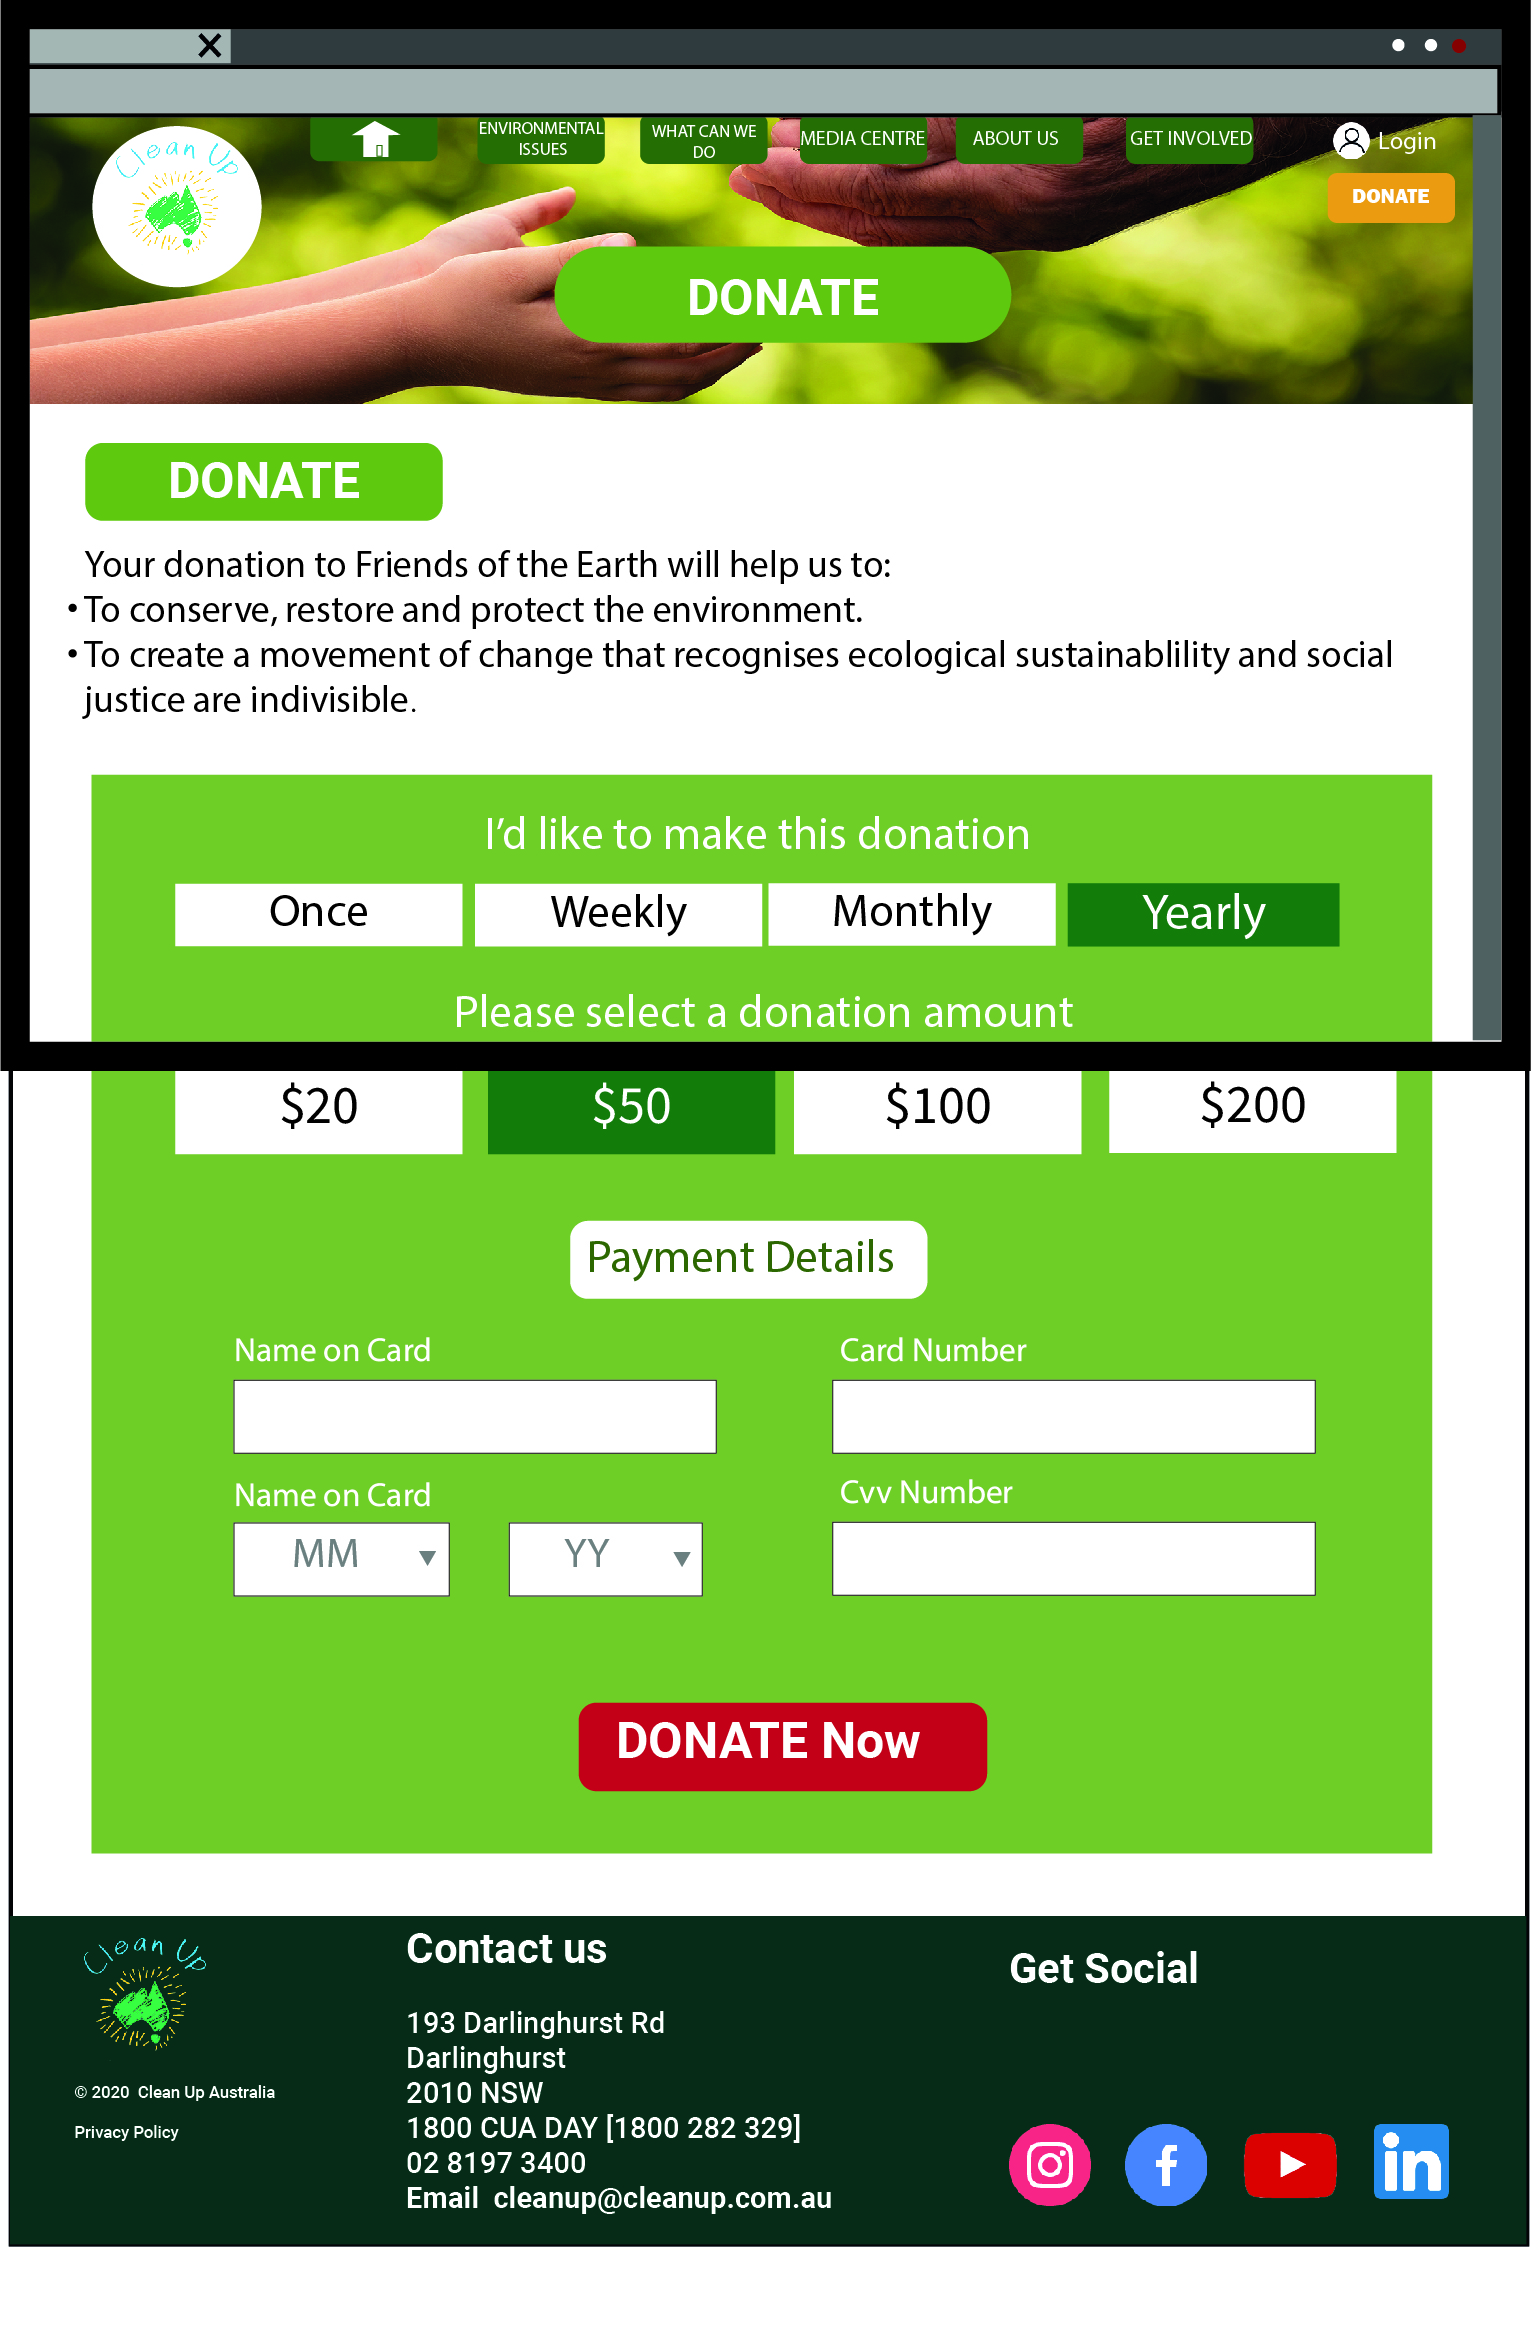 Clean Up
ENVIRONMENTAL
ISSUES
WHAT CAN WE
DO
MEDIA CENTRE
ABOUT US
GET INVOLVED
Login
DONATE
DONATE
DONATE
Your donation to Friends of the Earth will help us to:
• To conserve, restore and protect the environment.
• To create a movement of change that recognises ecological sustainablility and social
justice are indivisible.
I'd like to make this donation
Once
Weekly
Monthly
Yearly
Please select a donation amount
$20
$50
$100
$200
Payment Details
Name on Card
Card Number
Name on Card
Cvv Number
MM
YY
DONATE Now
Clean Up
© 2020 Clean Up Australia
Privacy Policy
Contact us
193 Darlinghurst Rd
Darlinghurst
2010 NSW
1800 CUA DAY [1800 282 329]
02 8197 3400
Email cleanup@cleanup.com.au
Get Social
f
in